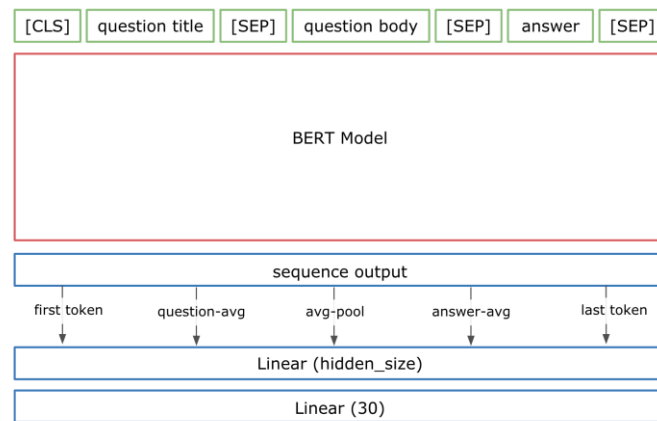 [CLS] question title [SEP] question body [SEP] answer [SEP]
BERT Model
sequence output
first token question-avg avg-pool answer-avg last token
Linear (hidden_size)
Linear (30)